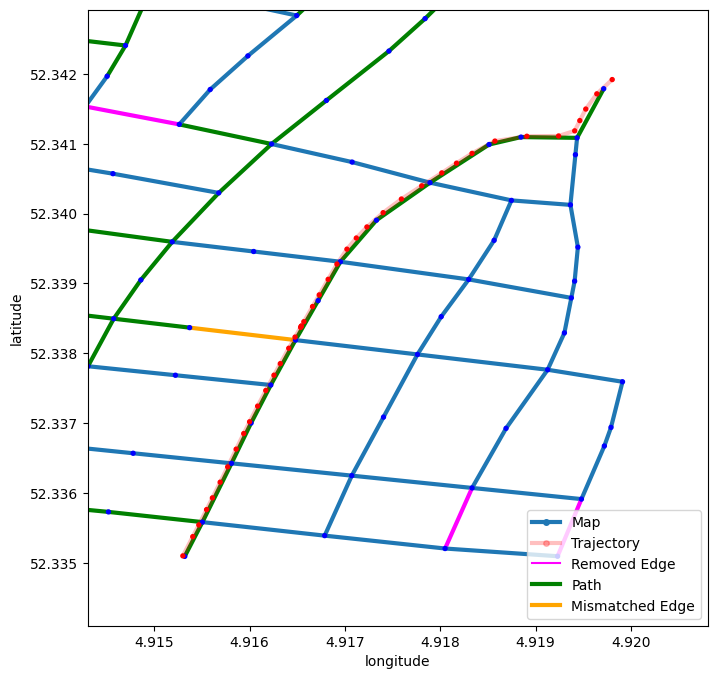 52.342
52.341
52.340
52.339
52.338
52.337
52.336
52.335
latitude
4.915 4.916 4.917 4.918 4.919 4.920
longitude
Map
Trajectory
Removed Edge
Path
Mismatched Edge